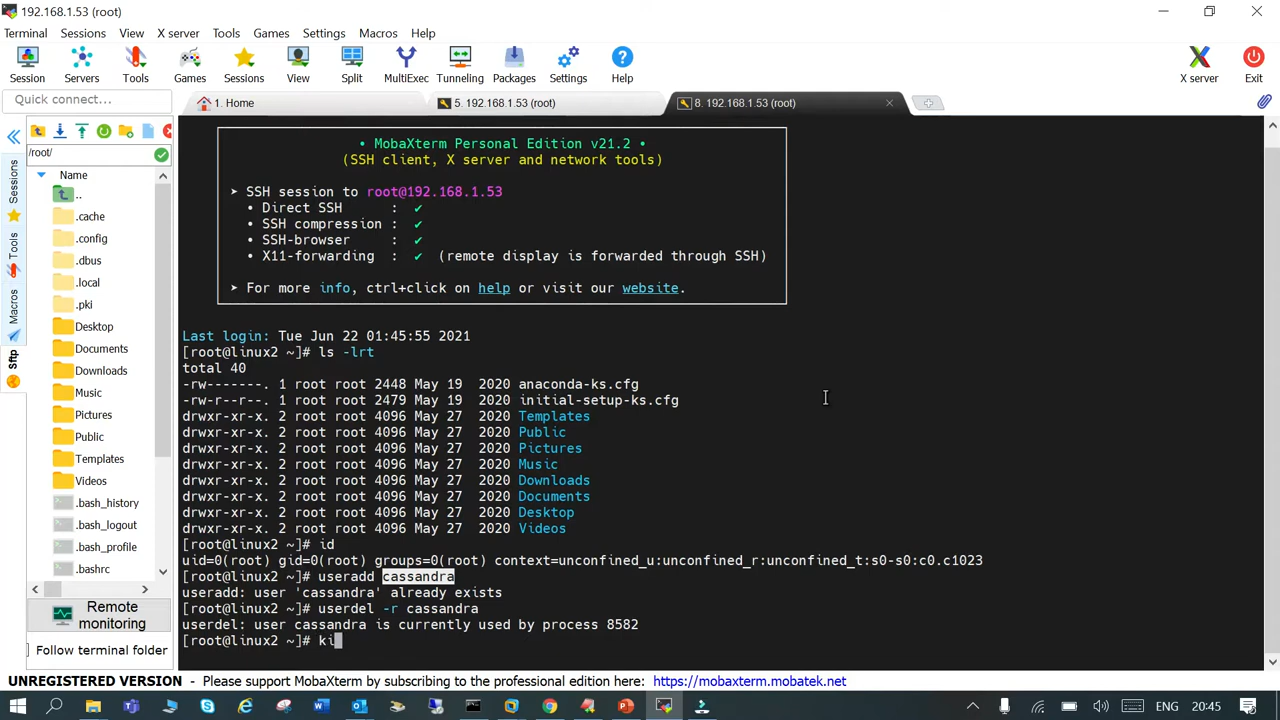 192.168.1.53 (root)
Terminal Sessions View X server Tools Games Settings Macros Help
Session Servers Tools Games Sessions View Split MultiExec Tunneling Packages Settings Help X server Exit
Quick connect...
1. Home
5. 192.168.1.53 (root)
8. 192.168.1.53 (root)
/root/
Name
..
.cache
.config
.dbus
.local
.pki
Desktop
Documents
Downloads
Music
Pictures
Public
Templates
Videos
.bash_history
.bash_logout
.bash_profile
.bashrc
Sessions
Tools
Macros
Sftp
Remote
monitoring
Follow terminal folder
• MobaXterm Personal Edition v21.2 •
(SSH client, X server and network tools)
➤ SSH session to root@192.168.1.53
• Direct SSH : ✔
• SSH compression : ✔
• SSH-browser : ✔
• X11-forwarding : ✔ (remote display is forwarded through SSH)
➤ For more info, ctrl+click on help or visit our website.
Last login: Tue Jun 22 01:45:55 2021
[root@linux2 ~]# ls -lrt
total 40
-rw-------. 1 root root 2448 May 19 2020 anaconda-ks.cfg
-rw-r--r--. 1 root root 2479 May 19 2020 initial-setup-ks.cfg
drwxr-xr-x. 2 root root 4096 May 27 2020 Templates
drwxr-xr-x. 2 root root 4096 May 27 2020 Public
drwxr-xr-x. 2 root root 4096 May 27 2020 Pictures
drwxr-xr-x. 2 root root 4096 May 27 2020 Music
drwxr-xr-x. 2 root root 4096 May 27 2020 Downloads
drwxr-xr-x. 2 root root 4096 May 27 2020 Documents
drwxr-xr-x. 2 root root 4096 May 27 2020 Desktop
drwxr-xr-x. 2 root root 4096 May 27 2020 Videos
[root@linux2 ~]# id
uid=0(root) gid=0(root) groups=0(root) context=unconfined_u:unconfined_r:unconfined_t:s0-s0:c0.c1023
[root@linux2 ~]# useradd cassandra
useradd: user 'cassandra' already exists
[root@linux2 ~]# userdel -r cassandra
userdel: user cassandra is currently used by process 8582
[root@linux2 ~]# ki
UNREGISTERED VERSION - Please support MobaXterm by subscribing to the professional edition here: https://mobaxterm.mobatek.net
ENG 20:45